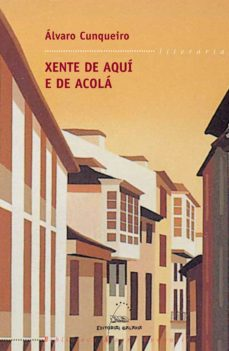 Álvaro Cunqueiro
literaria
XENTE DE AQUÍ
E DE ACOLÁ
EDITORIAL GALAXIA